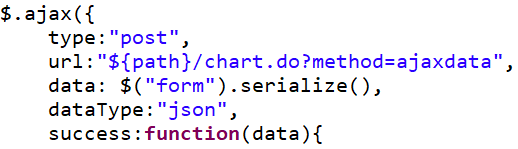 $.ajax({
type:"post",
url:"${path}/chart.do?method=ajaxdata",
data: $("form").serialize(),
dataType:"json",
success:function(data){